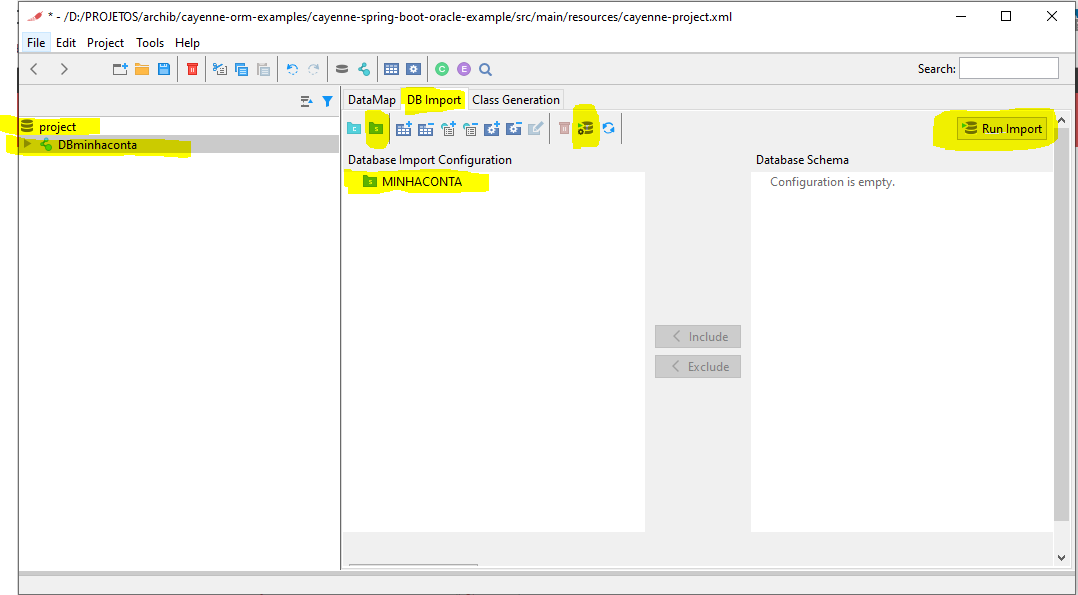 * - /D:/PROJETOS/archib/cayenne-orm-examples/cayenne-spring-boot-oracle-example/src/main/resources/cayenne-project.xml
File Edit Project Tools Help
Search:
DataMap DB Import Class Generation
project
DBminhaconta
C S
Run Import
Database Import Configuration Database Schema
MINHACONTA
Configuration is empty.
Include
Exclude